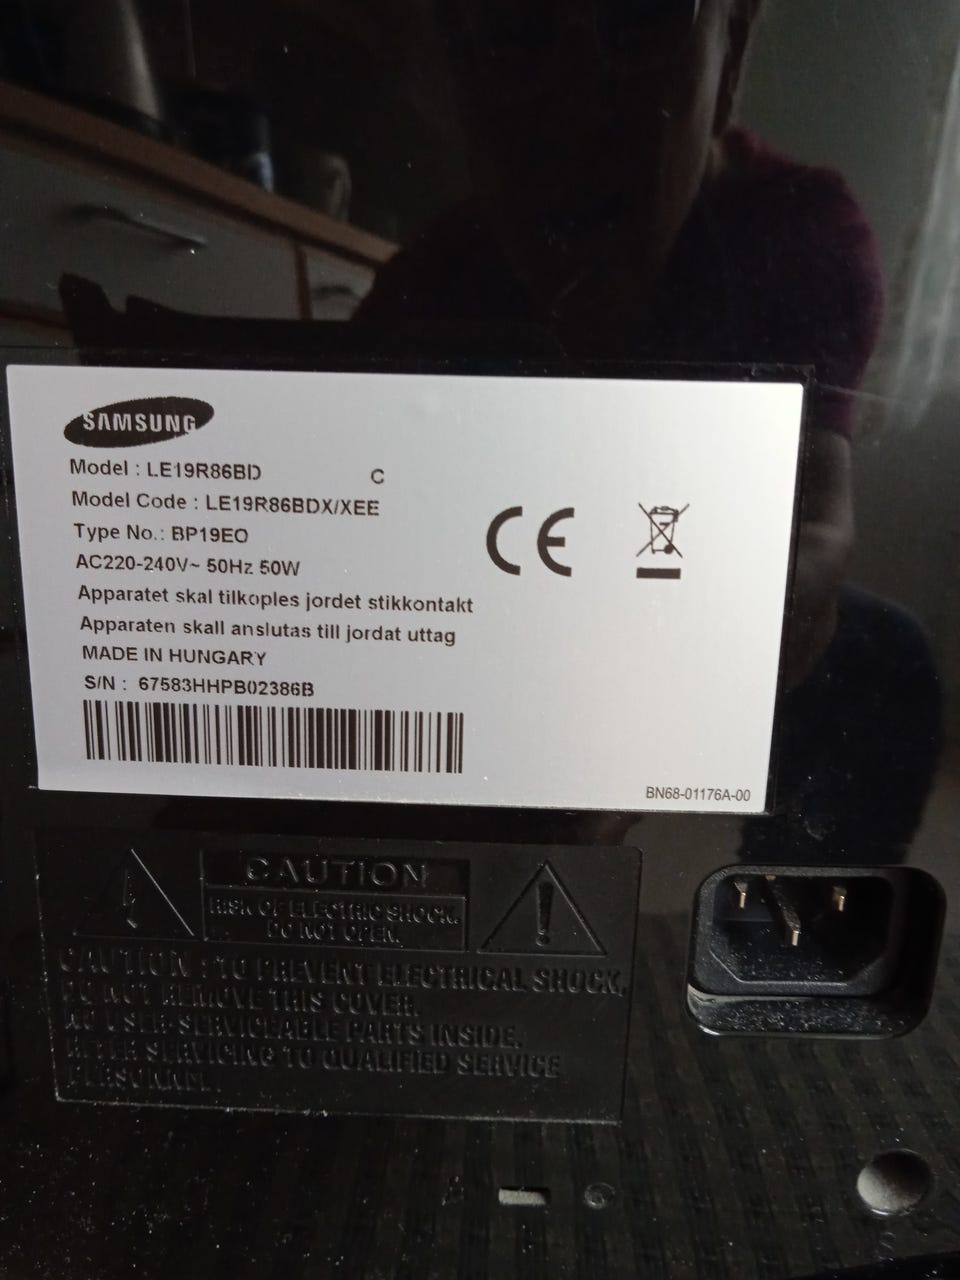 SAMSUNG
Model : LE19R86BD C
Model Code : LE19R86BDX/XEE
Type No.: BP19EO
AC220-240V~ 50Hz 50W
Apparatet skal tilkoples jordet stikkontakt
Apparaten skall anslutas till jordat uttag
MADE IN HUNGARY
S/N : 67583HHPB02386B
CE
BN68-01176A-00
CAUTION
RISK OF ELECTRIC SHOCK.
DO NOT OPEN.
CAUTION : TO PREVENT ELECTRICAL SHOCK,
DO NOT REMOVE THIS COVER.
NO USER-SERVICEABLE PARTS INSIDE.
AFTER SERVICING TO QUALIFIED SERVICE
PERSONNAL.